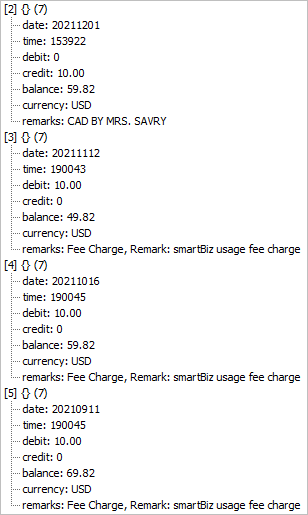 [2] {} (7)
date: 20211201
time: 153922
debit: 0
credit: 10.00
balance: 59.82
currency: USD
remarks: CAD BY MRS. SAVRY
[3] {} (7)
date: 20211112
time: 190043
debit: 10.00
credit: 0
balance: 49.82
currency: USD
remarks: Fee Charge, Remark: smartBiz usage fee charge
[4] {} (7)
date: 20211016
time: 190045
debit: 10.00
credit: 0
balance: 59.82
currency: USD
remarks: Fee Charge, Remark: smartBiz usage fee charge
[5] {} (7)
date: 20210911
time: 190045
debit: 10.00
credit: 0
balance: 69.82
currency: USD
remarks: Fee Charge, Remark: smartBiz usage fee charge